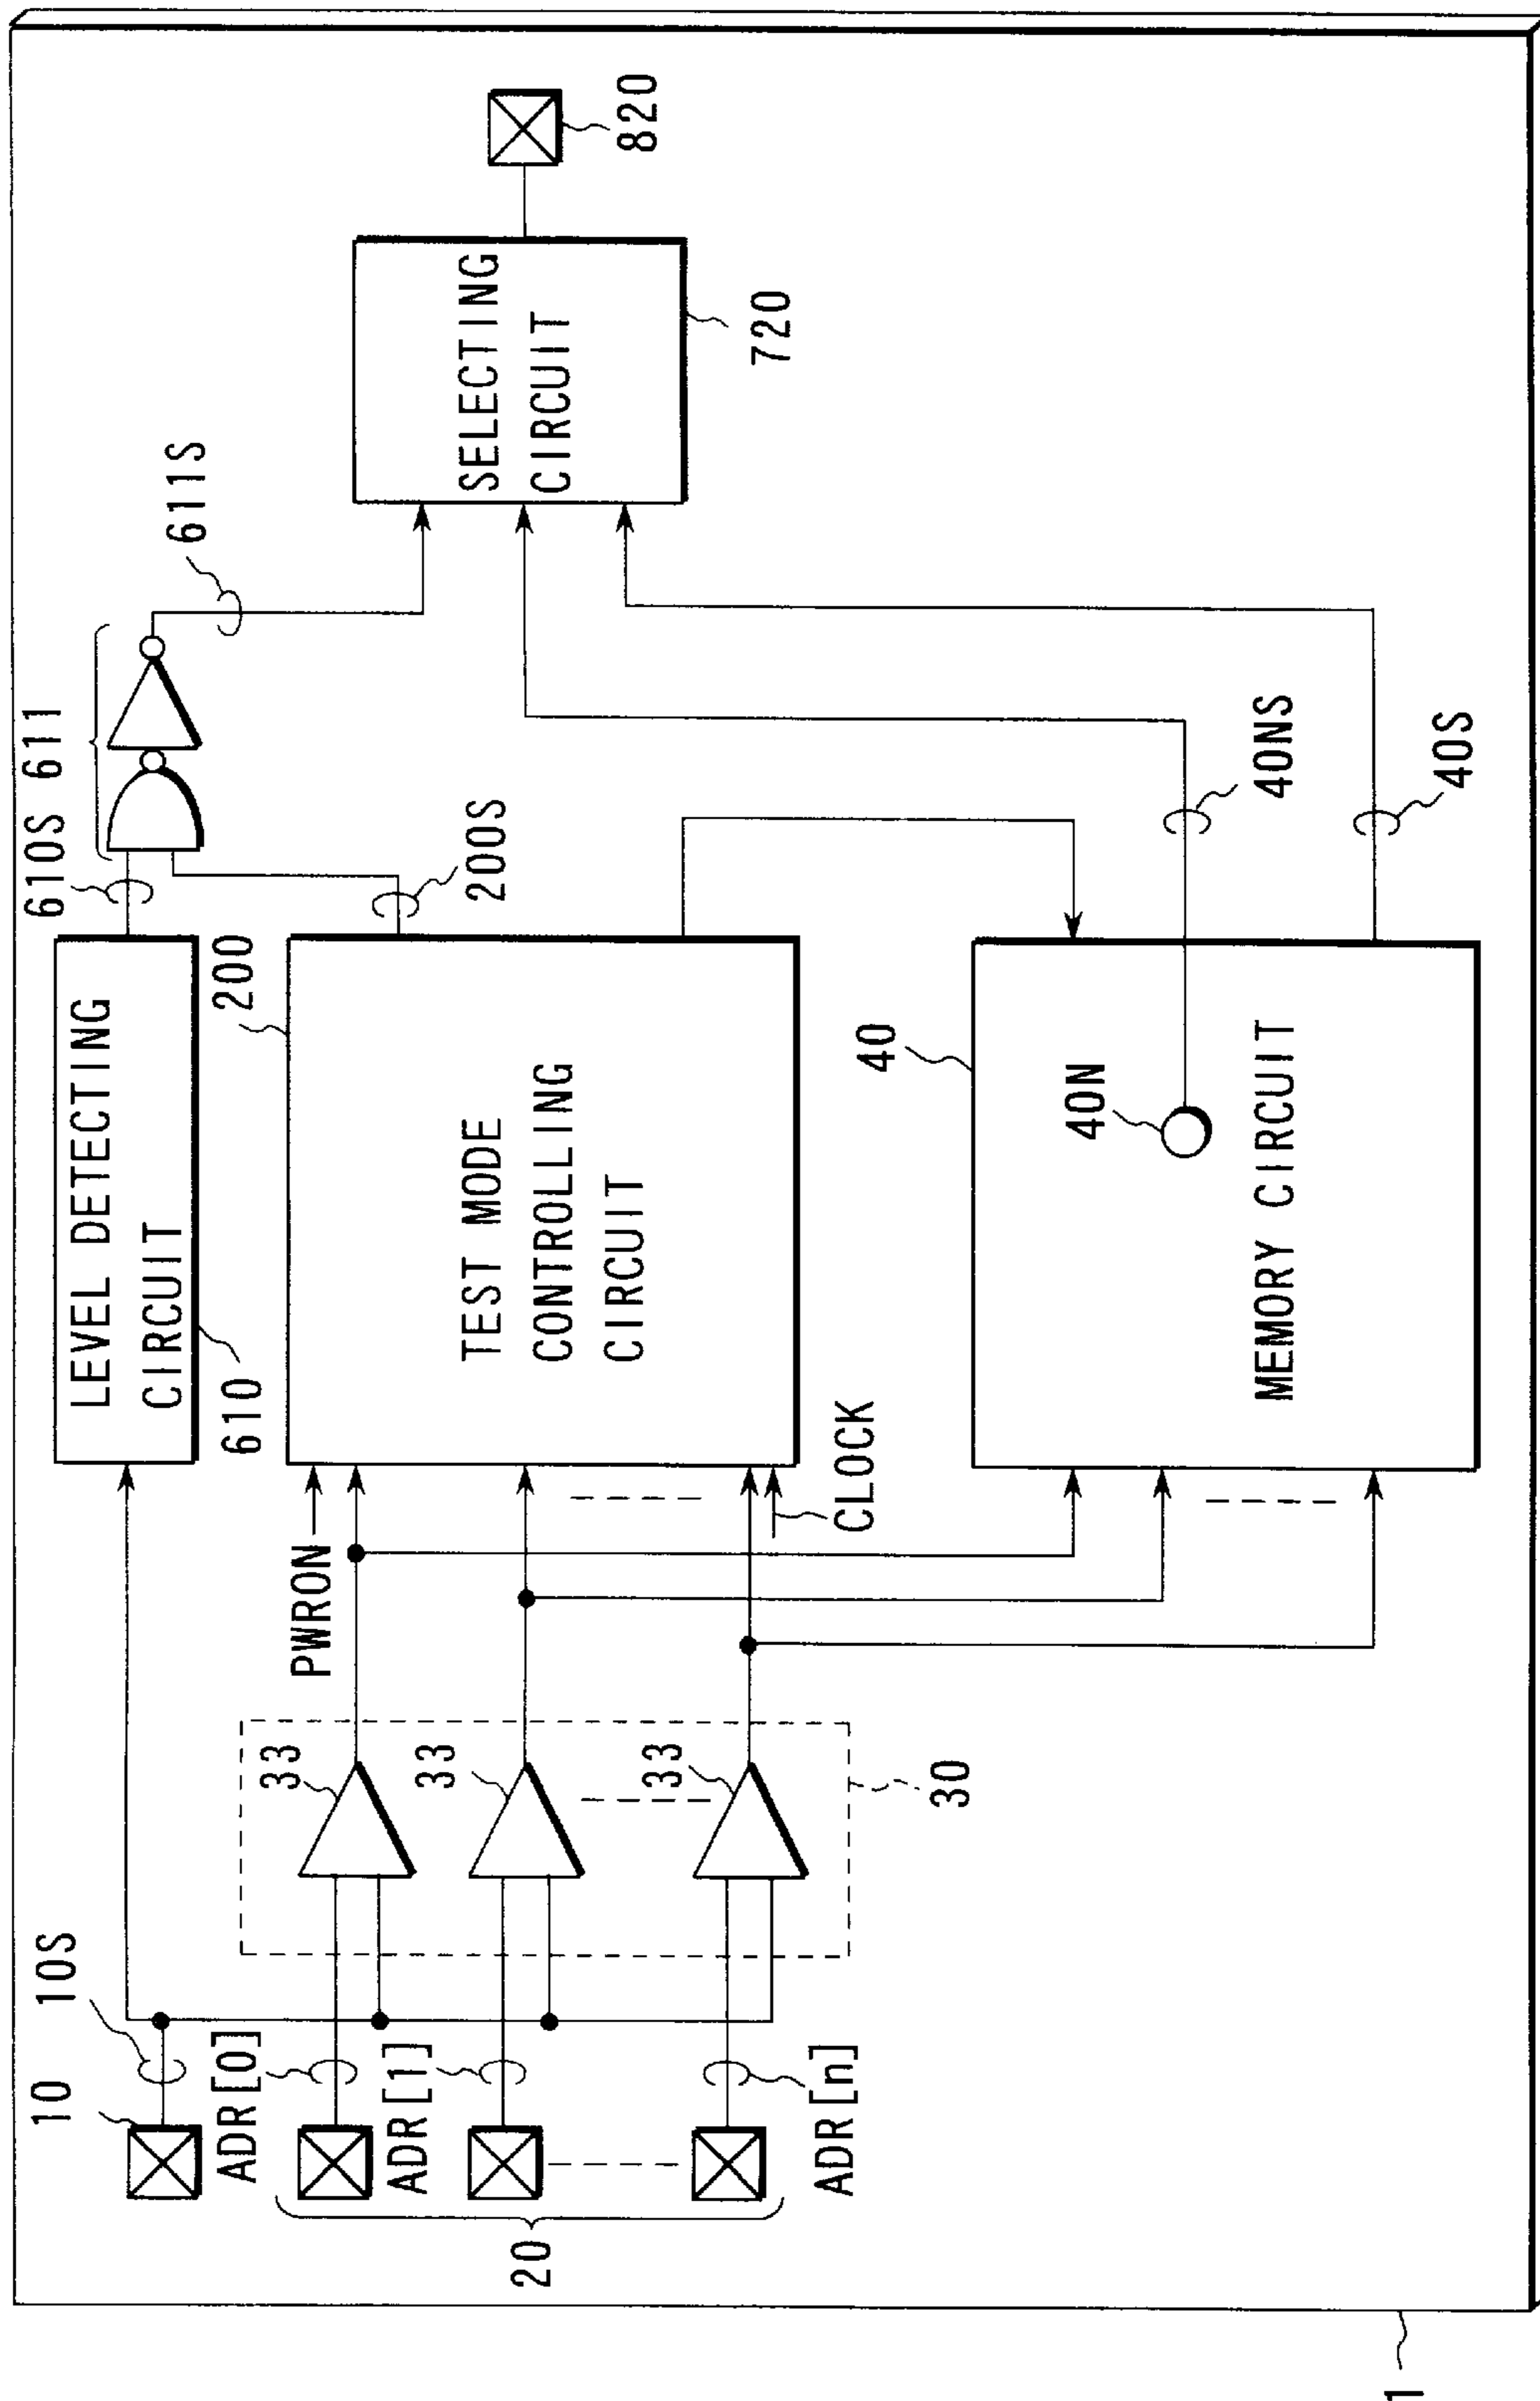 10
10S
ADR[0]
ADR[1]
ADR[n]
20
33
33
33
30
PWRON
CLOCK
LEVEL DETECTING
CIRCUIT
610
610S
611
611S
200
TEST MODE
CONTROLLING
CIRCUIT
200S
40
40N
MEMORY CIRCUIT
40NS
40S
SELECTING
CIRCUIT
720
820
1